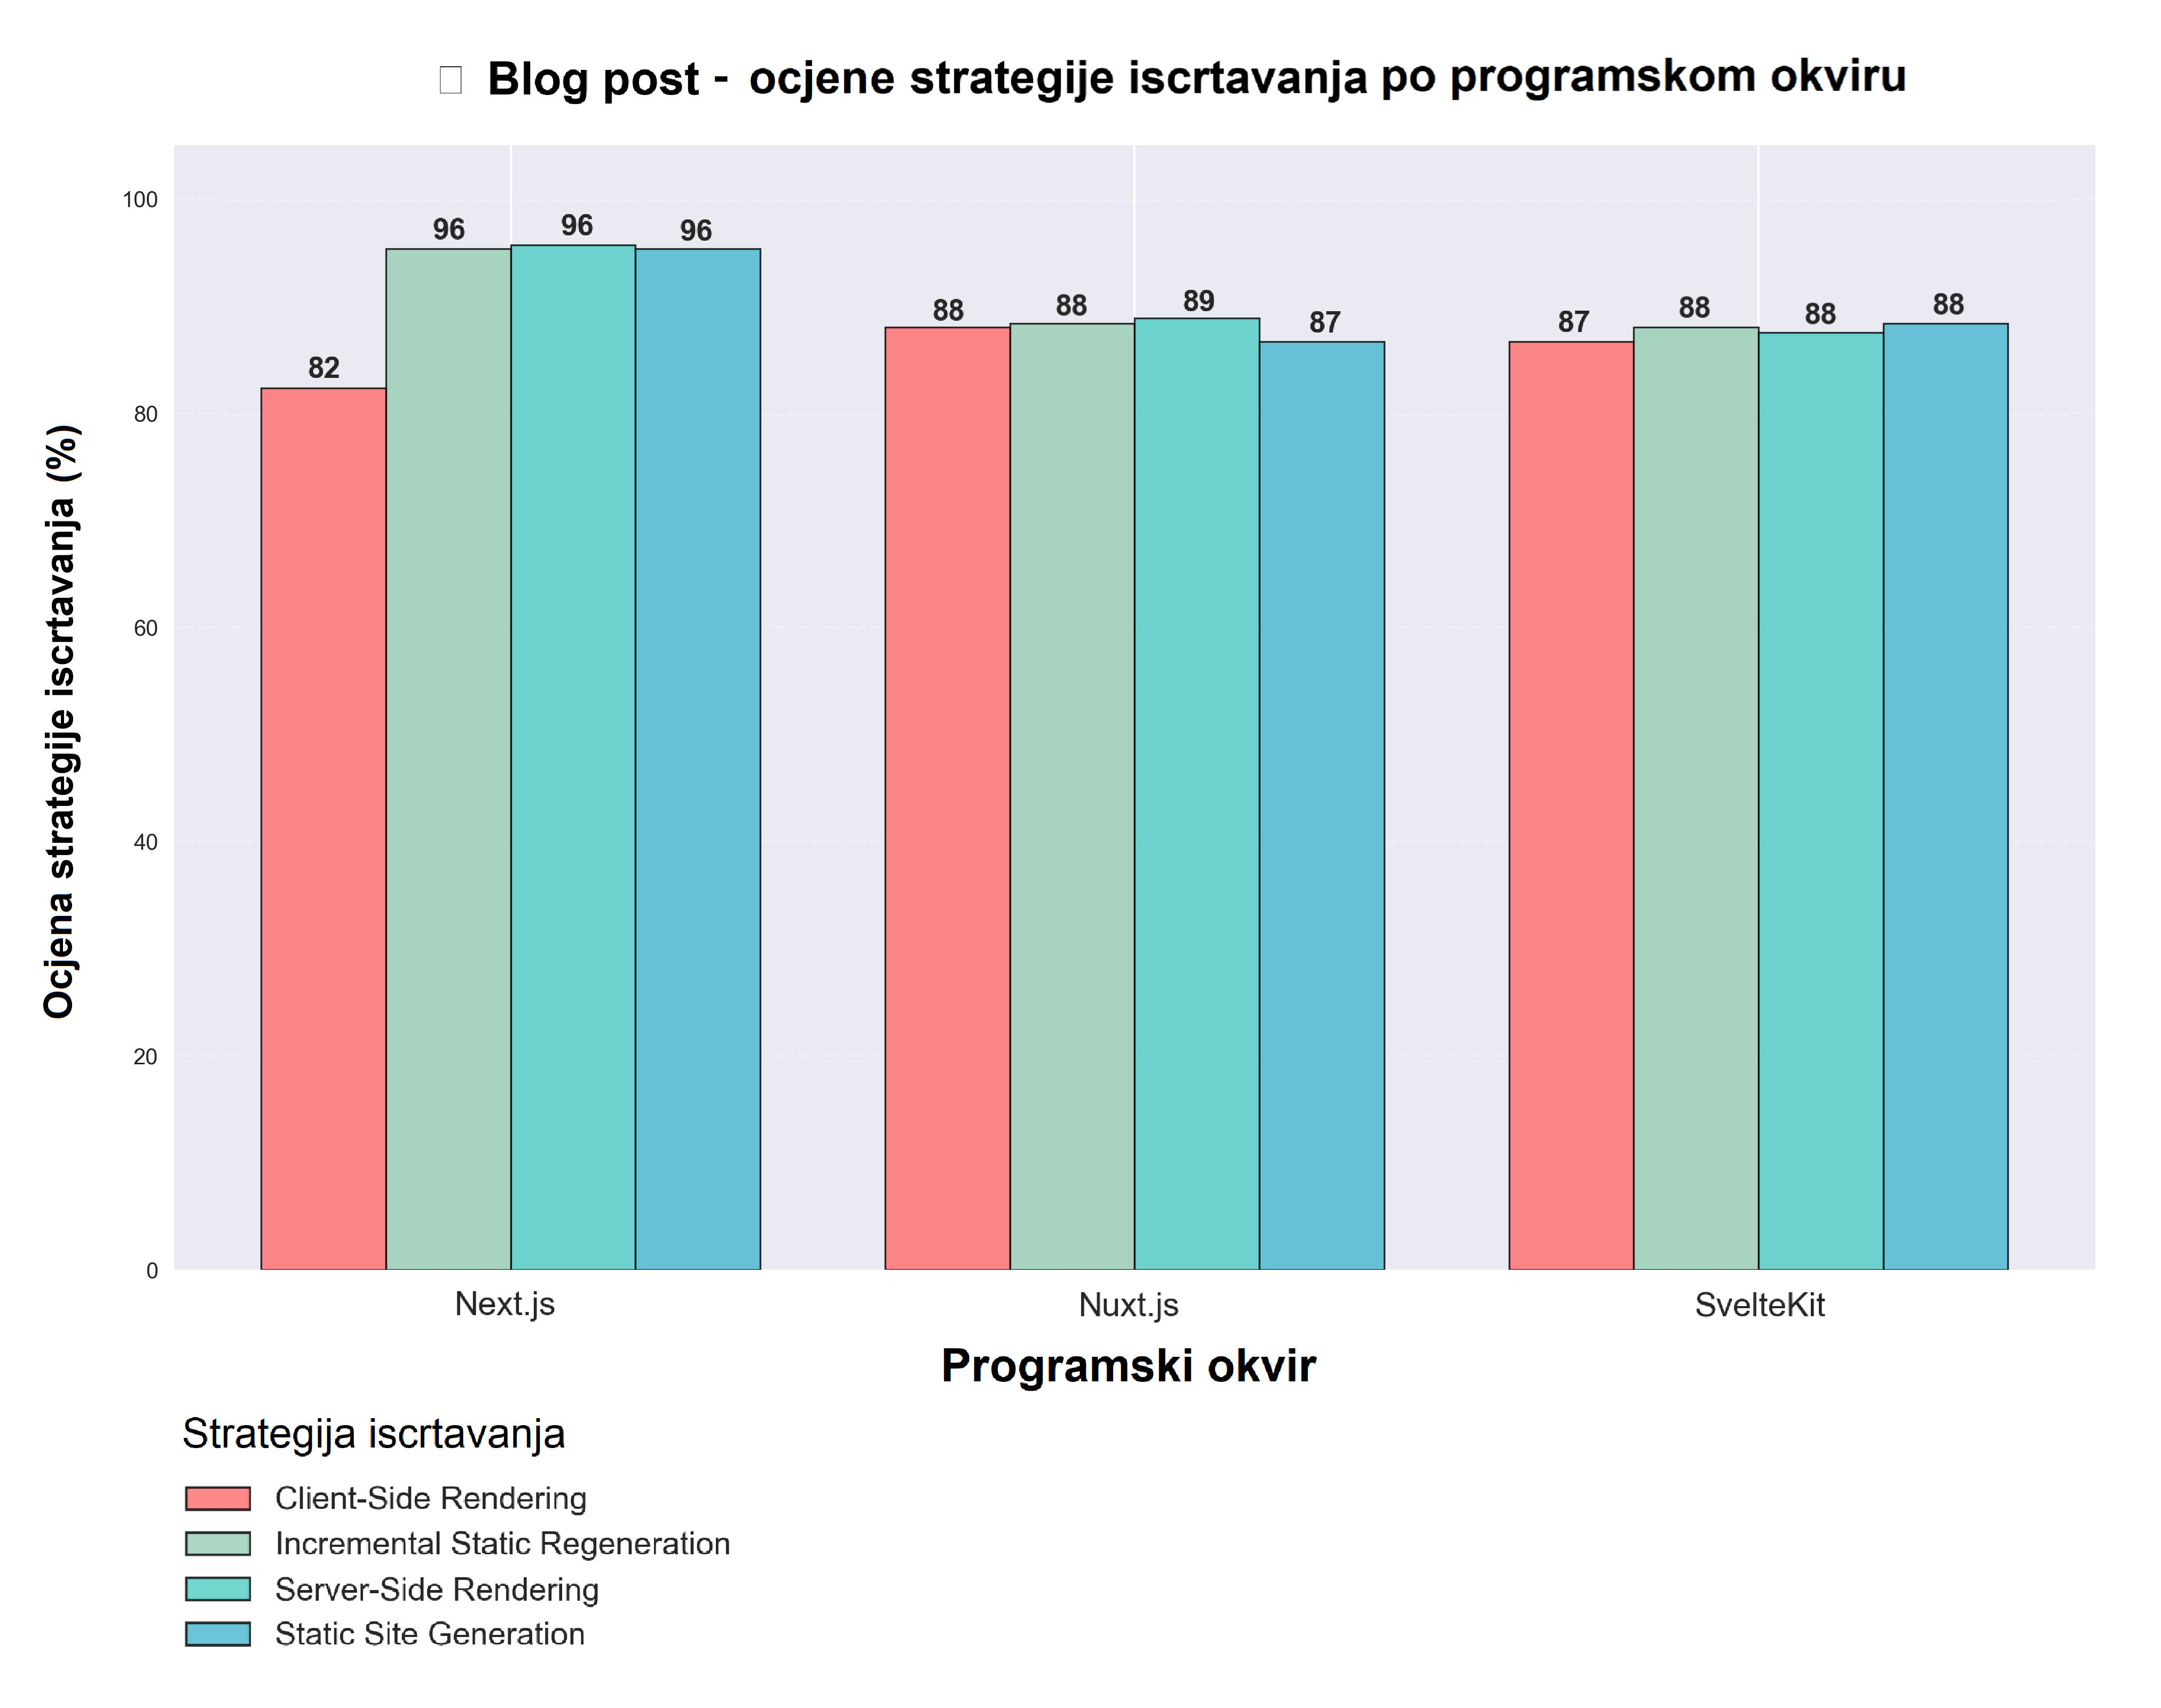 Blog post - ocjene strategije iscrtavanja po programskom okviru
Ocjena strategije iscrtavanja (%)
100
80
60
40
20
0
82
96
96
96
88
88
89
87
87
88
88
88
Next.js
Nuxt.js
SvelteKit
Programski okvir
Strategija iscrtavanja
Client-Side Rendering
Incremental Static Regeneration
Server-Side Rendering
Static Site Generation